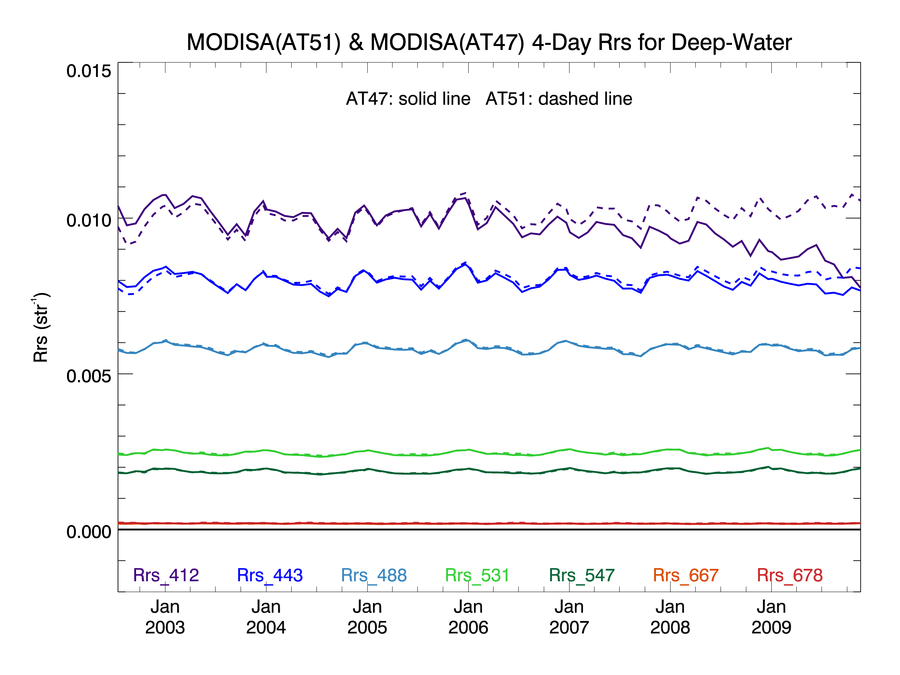 MODISA(AT51) & MODISA(AT47) 4-Day Rrs for Deep-Water
0.015
AT47: solid line AT51: dashed line
0.010
Rrs (str⁻¹)
0.005
0.000
Rrs_412 Rrs_443 Rrs_488 Rrs_531 Rrs_547 Rrs_667 Rrs_678
Jan Jan Jan Jan Jan Jan Jan
2003 2004 2005 2006 2007 2008 2009